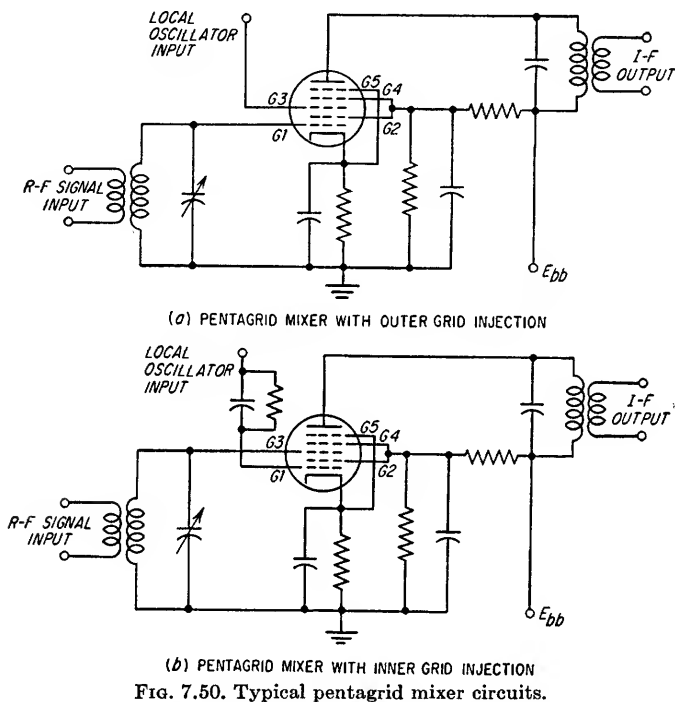 LOCAL
OSCILLATOR
INPUT
G5
G4
G3
G2
G1
I-F
OUTPUT
R-F SIGNAL
INPUT
Ebb
(a) PENTAGRID MIXER WITH OUTER GRID INJECTION
LOCAL
OSCILLATOR
INPUT
G5
G4
G3
G2
G1
I-F
OUTPUT
R-F SIGNAL
INPUT
Ebb
(b) PENTAGRID MIXER WITH INNER GRID INJECTION
FIG. 7.50. Typical pentagrid mixer circuits.